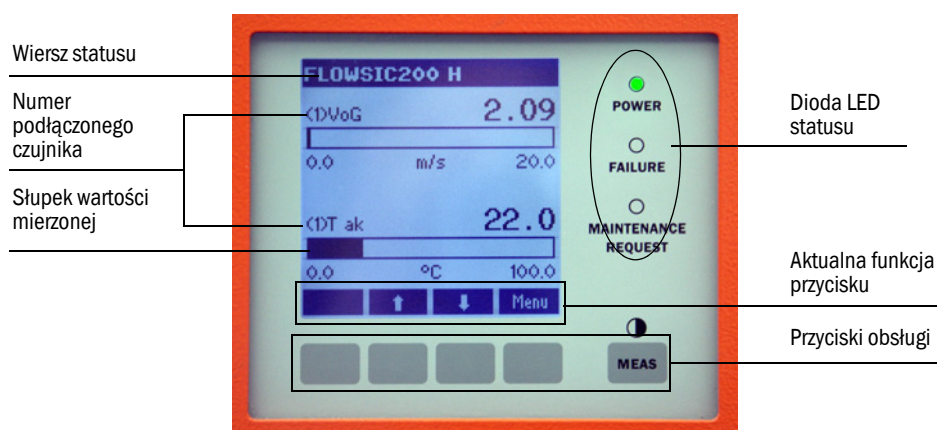 Wiersz statusu
Numer
podłączonego
czujnika
Słupek wartości
mierzonej
FLOWSIC200 H
(1)VoG 2.09
0.0 m/s 20.0
(1)T ak 22.0
0.0 °C 100.0
Menu
POWER
FAILURE
MAINTENANCE
REQUEST
MEAS
Dioda LED
statusu
Aktualna funkcja
przycisku
Przyciski obsługi